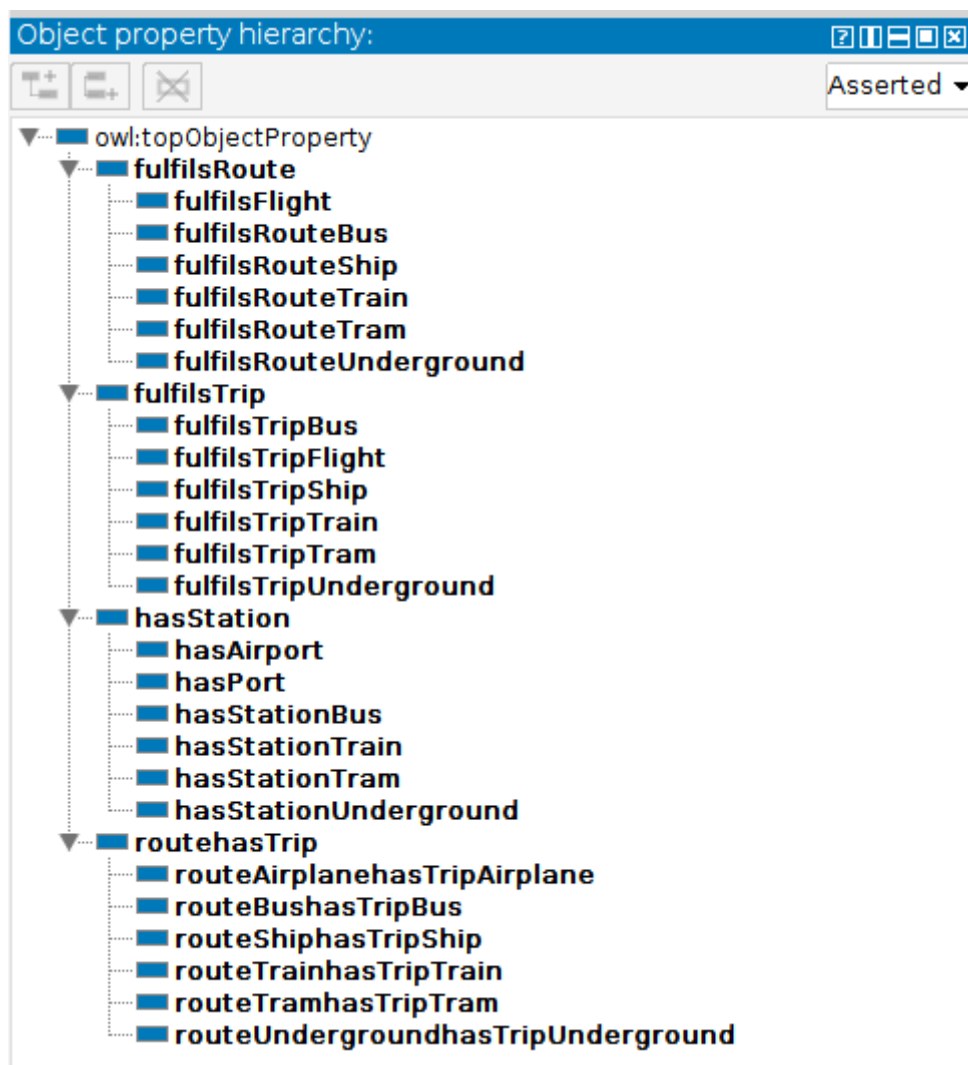 Object property hierarchy:
Asserted
owl:topObjectProperty
fulfilsRoute
fulfilsFlight
fulfilsRouteBus
fulfilsRouteShip
fulfilsRouteTrain
fulfilsRouteTram
fulfilsRouteUnderground
fulfilsTrip
fulfilsTripBus
fulfilsTripFlight
fulfilsTripShip
fulfilsTripTrain
fulfilsTripTram
fulfilsTripUnderground
hasStation
hasAirport
hasPort
hasStationBus
hasStationTrain
hasStationTram
hasStationUnderground
routehasTrip
routeAirplanehasTripAirplane
routeBushasTripBus
routeShiphasTripShip
routeTrainhasTripTrain
routeTramhasTripTram
routeUndergroundhasTripUnderground